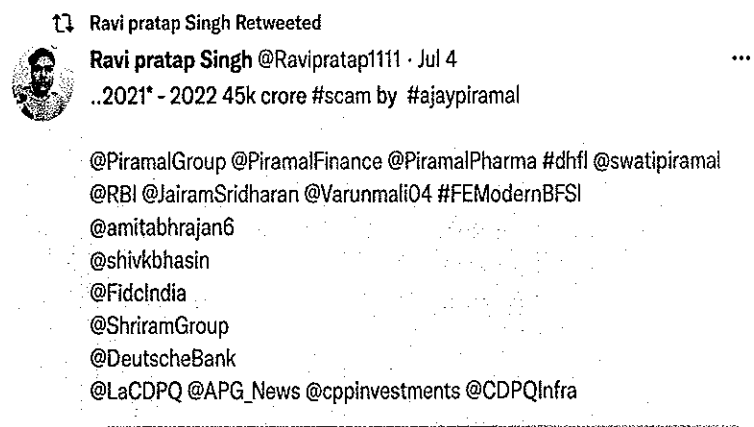 Ravi pratap Singh Retweeted
Ravi pratap Singh @Ravipratap1111 · Jul 4
..2021* - 2022 45k crore #scam by #ajaypiramal
@PiramalGroup @PiramalFinance @PiramalPharma #dhfl @swatipiramal
@RBI @JairamSridharan @Varunmali04 #FEModernBFSI
@amitabhrajan6
@shivkbhasin
@FidcIndia
@ShriramGroup
@DeutscheBank
@LaCDPQ @APG_News @cppinvestments @CDPQInfra